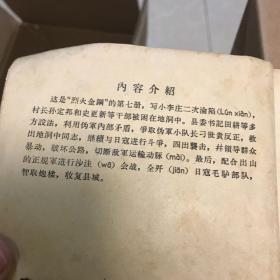 內容介紹
这是“烈火金鋼”的第七册，写小李庄二次淪陷(Lún xiàn)，
村长孙定邦和史更新等干部被困在地洞中。县委书記田耕等多
方設法，利用伪軍內部矛盾，爭取伪軍小队长刁世貴反正，救
出地洞中同志，继續与日寇进行斗爭，四出襲击，并領导群众
暴动，破坏公路，切断敌軍运輸动脉(mài)。最后，配合出山
的正規軍进行沙洼(wā)会战，全歼(jiān)日寇毛驴部队，
智取炮楼，收复县城。